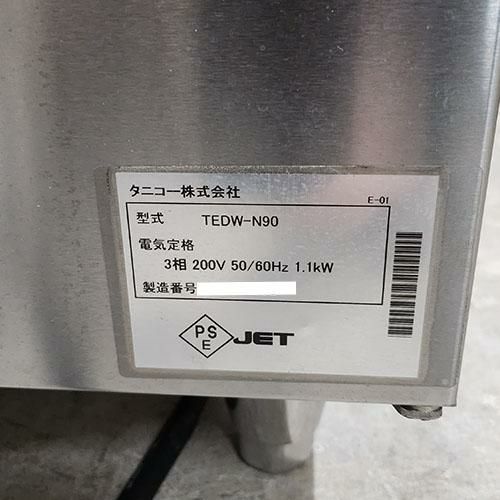 タニコー株式会社
E-01
型式 TEDW-N90
電気定格
3相 200V 50/60Hz 1.1kW
製造番号
PS
E
JET